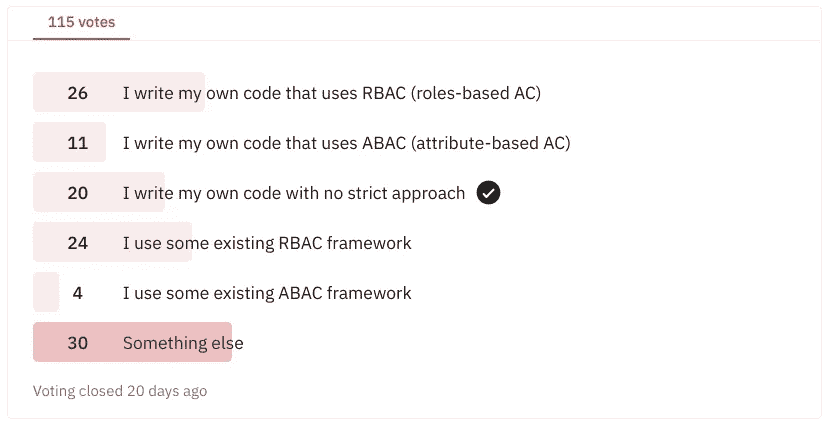 115 votes
26 I write my own code that uses RBAC (roles-based AC)
11 I write my own code that uses ABAC (attribute-based AC)
20 I write my own code with no strict approach
24 I use some existing RBAC framework
4 I use some existing ABAC framework
30 Something else
Voting closed 20 days ago